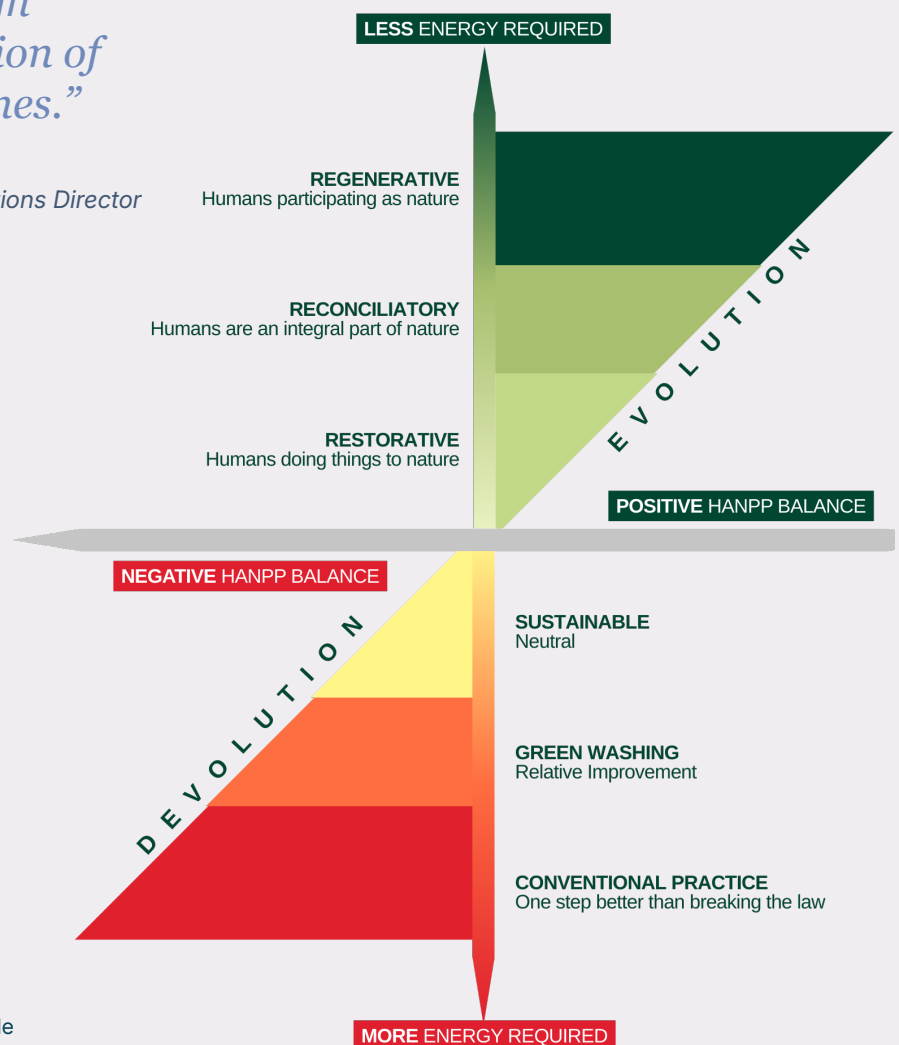 ion of
nes.”
ions Director
LESS ENERGY REQUIRED
REGENERATIVE
Humans participating as nature
RECONCILIATORY
Humans are an integral part of nature
RESTORATIVE
Humans doing things to nature
EVOLUTION
POSITIVE HANPP BALANCE
NEGATIVE HANPP BALANCE
DEVOLUTION
SUSTAINABLE
Neutral
GREEN WASHING
Relative Improvement
CONVENTIONAL PRACTICE
One step better than breaking the law
le
MORE ENERGY REQUIRED